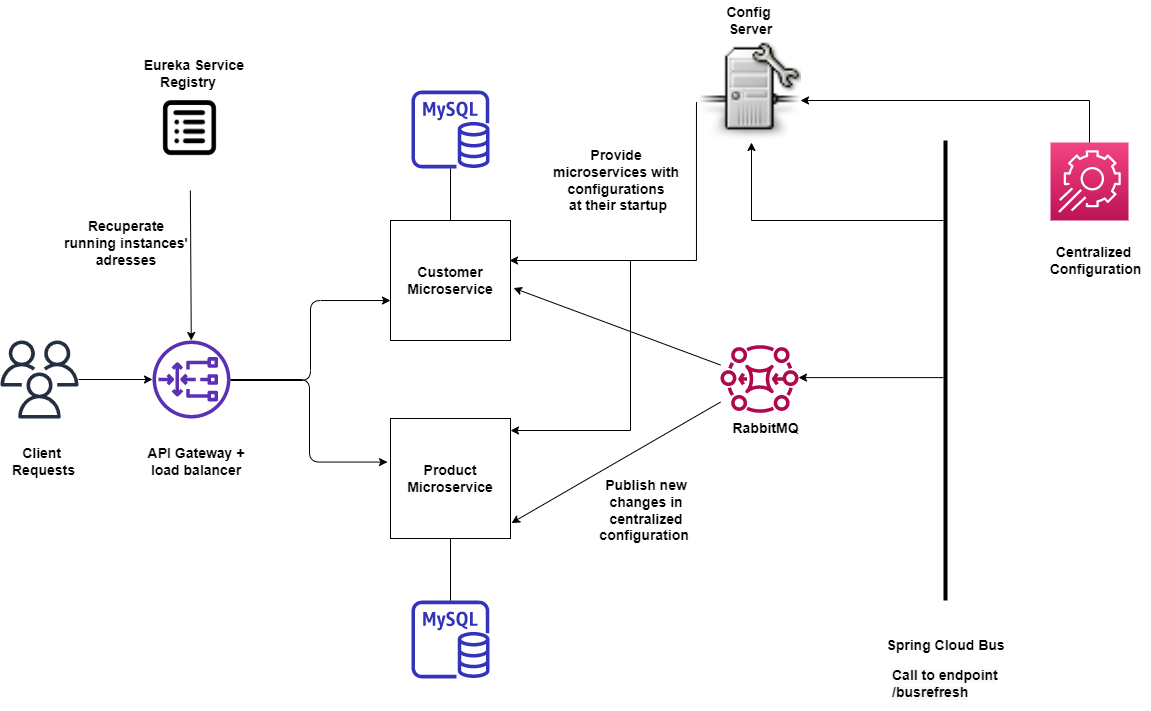 Config
Server
Eureka Service
Registry
MySQL
Provide
microservices with
configurations
at their startup
Recuperate
running instances'
adresses
Customer
Microservice
Centralized
Configuration
Client
Requests
API Gateway +
load balancer
RabbitMQ
Product
Microservice
Publish new
changes in
centralized
configuration
MySQL
Spring Cloud Bus
Call to endpoint
/busrefresh